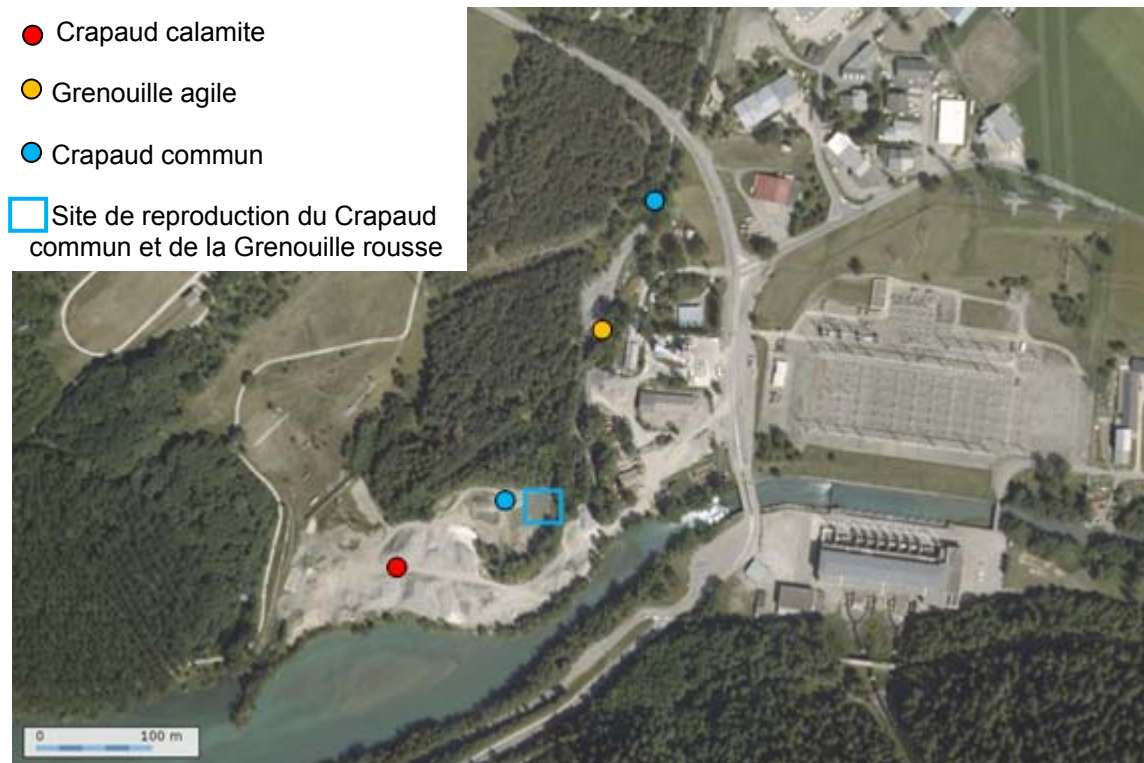 Crapaud calamite
Grenouille agile
Crapaud commun
Site de reproduction du Crapaud
commun et de la Grenouille rousse
0 100 m